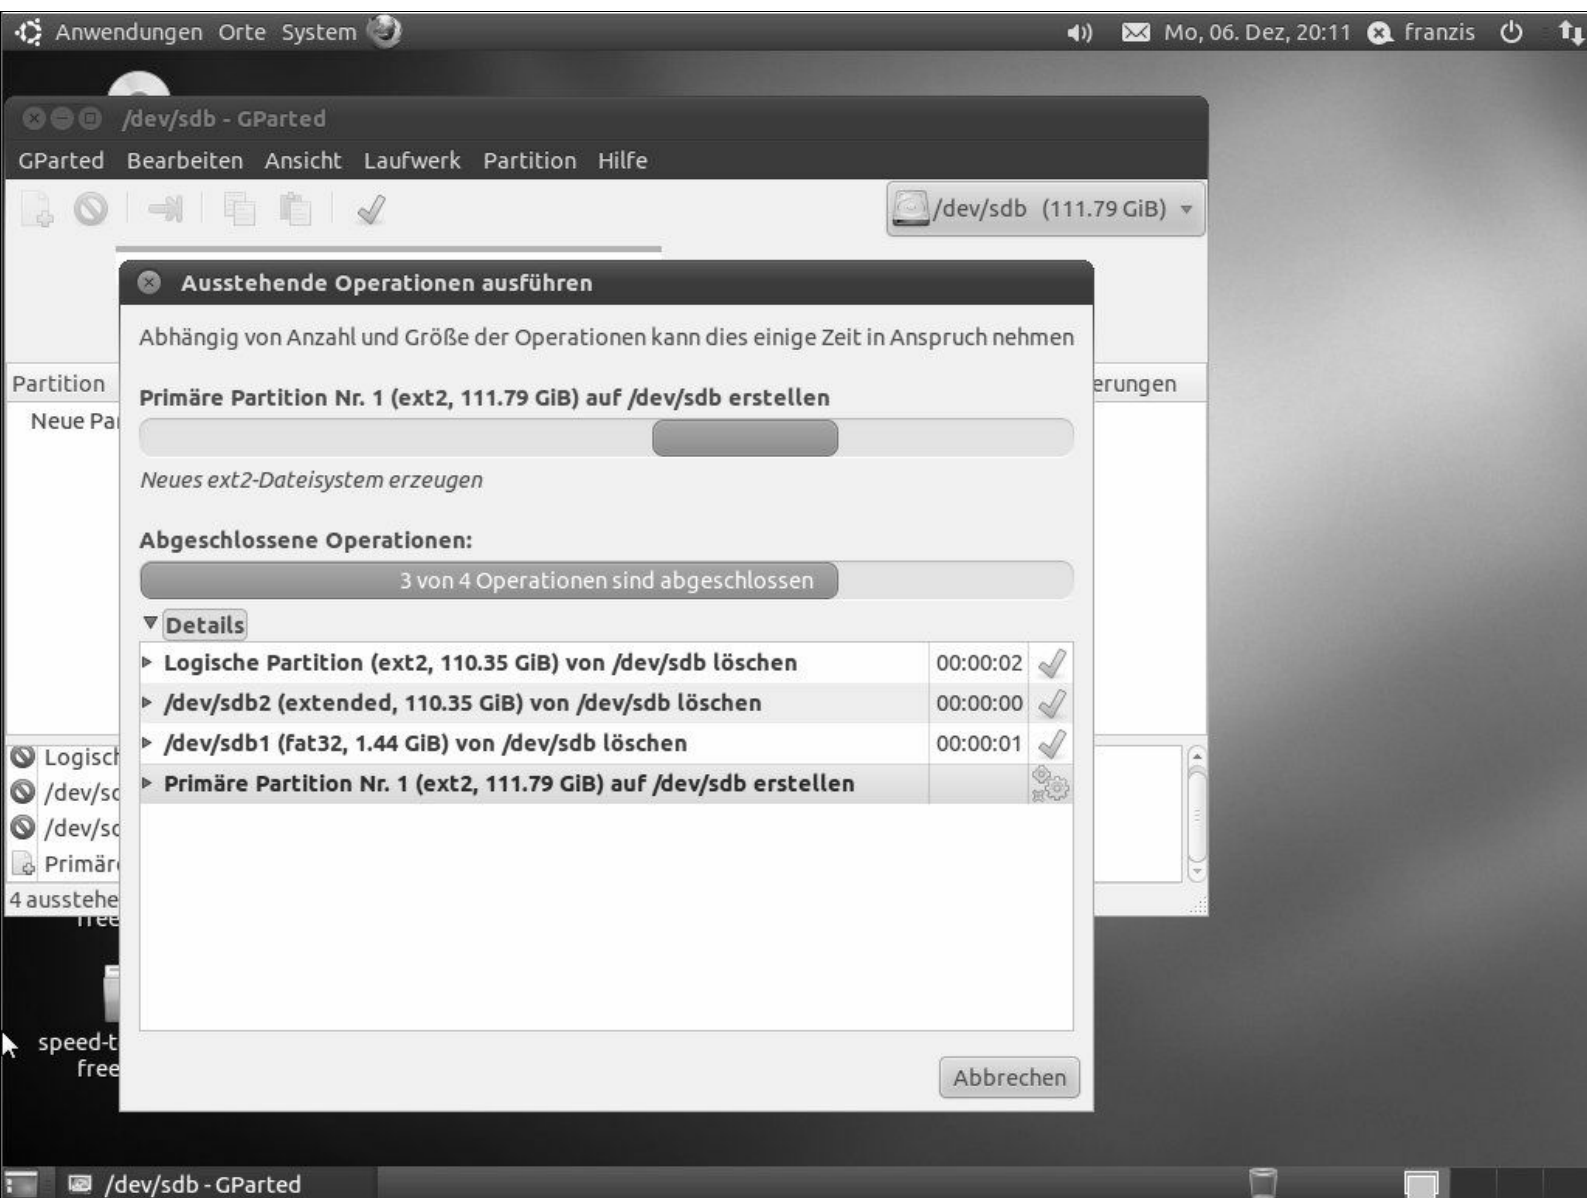 Anwendungen Orte System
Mo, 06. Dez, 20:11 franzis
/dev/sdb - GParted
GParted Bearbeiten Ansicht Laufwerk Partition Hilfe
/dev/sdb (111.79 GiB)
Ausstehende Operationen ausführen
Abhängig von Anzahl und Größe der Operationen kann dies einige Zeit in Anspruch nehmen
Partition
erungen
Neue Par
Primäre Partition Nr. 1 (ext2, 111.79 GiB) auf /dev/sdb erstellen
Neues ext2-Dateisystem erzeugen
Abgeschlossene Operationen:
3 von 4 Operationen sind abgeschlossen
Details
Logische Partition (ext2, 110.35 GiB) von /dev/sdb löschen 00:00:02
/dev/sdb2 (extended, 110.35 GiB) von /dev/sdb löschen 00:00:00
/dev/sdb1 (fat32, 1.44 GiB) von /dev/sdb löschen 00:00:01
Primäre Partition Nr. 1 (ext2, 111.79 GiB) auf /dev/sdb erstellen
Logisch
/dev/sd
/dev/sd
Primär
4 ausstehe
free
speed-t
free
Abbrechen
/dev/sdb - GParted